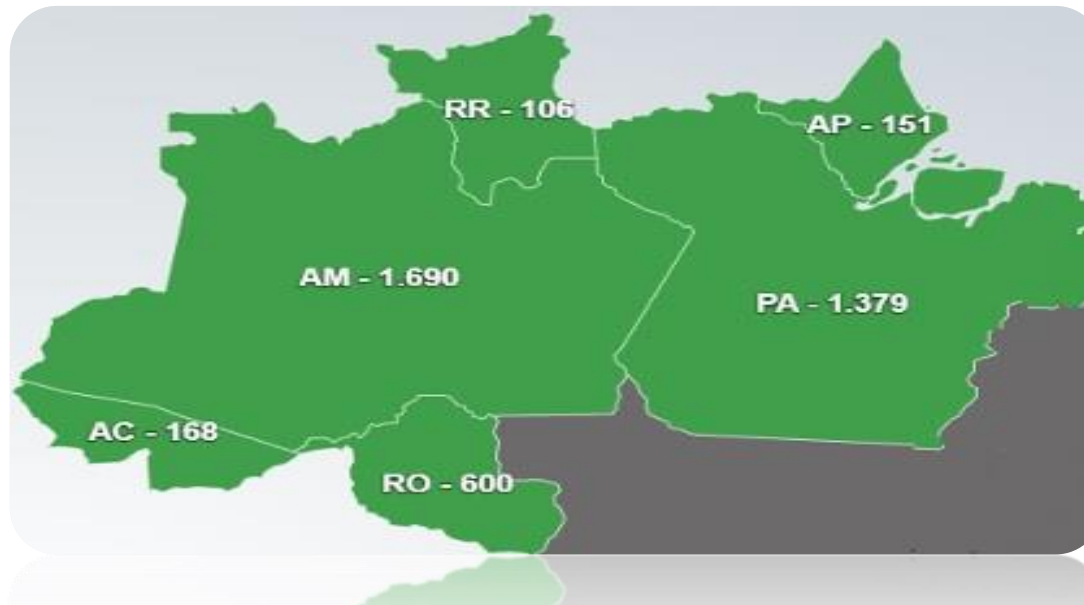 RR - 106
AP - 151
AM - 1.690
PA - 1.379
AC - 168
RO - 600